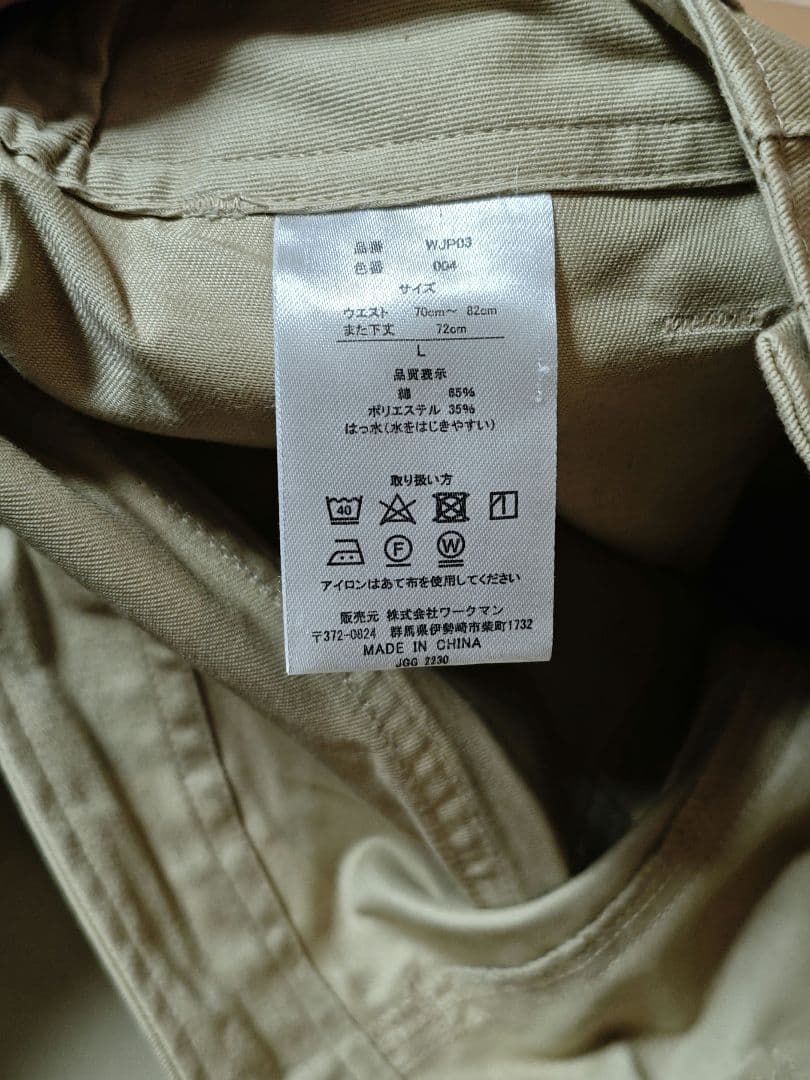 品番 WJP03
色番 004
サイズ
ウエスト 70cm～ 82cm
また下丈 72cm
L
品質表示
綿 65%
ポリエステル 35%
はっ水(水をはじきやすい)
取り扱い方
40
F W
アイロンはあて布を使用してください
販売元 株式会社ワークマン
〒372-0824 群馬県伊勢崎市柴町1732
MADE IN CHINA
JGG 2230